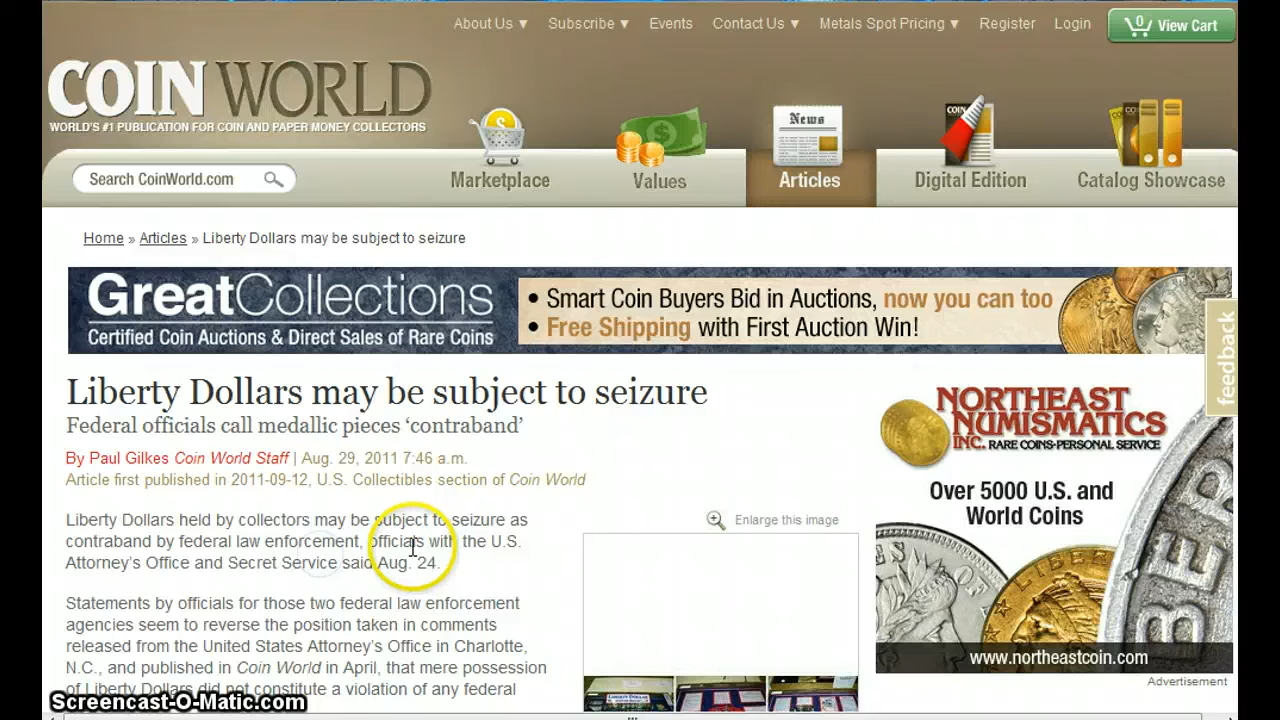 About Us ▼ Subscribe ▼ Events Contact Us ▼ Metals Spot Pricing ▼ Register Login 0 View Cart
COIN WORLD
WORLD'S #1 PUBLICATION FOR COIN AND PAPER MONEY COLLECTORS
News
COIN
Search CoinWorld.com
Marketplace Values Articles Digital Edition Catalog Showcase
Home » Articles » Liberty Dollars may be subject to seizure
GreatCollections
Certified Coin Auctions & Direct Sales of Rare Coins
• Smart Coin Buyers Bid in Auctions, now you can too
• Free Shipping with First Auction Win!
feedback
Liberty Dollars may be subject to seizure
Federal officials call medallic pieces ‘contraband’
By Paul Gilkes Coin World Staff | Aug. 29, 2011 7:46 a.m.
Article first published in 2011-09-12, U.S. Collectibles section of Coin World
Liberty Dollars held by collectors may be subject to seizure as
contraband by federal law enforcement, officials with the U.S.
Attorney’s Office and Secret Service said Aug. 24.
Statements by officials for those two federal law enforcement
agencies seem to reverse the position taken in comments
released from the United States Attorney’s Office in Charlotte,
N.C., and published in Coin World in April, that mere possession
of Liberty Dollars did not constitute a violation of any federal
Enlarge this image
LIBERTY DOLLAR
NORTHEAST
NUMISMATICS
INC. RARE COINS-PERSONAL SERVICE
Over 5000 U.S. and
World Coins
LIBER
BER
www.northeastcoin.com
Advertisement
Screencast-O-Matic.com